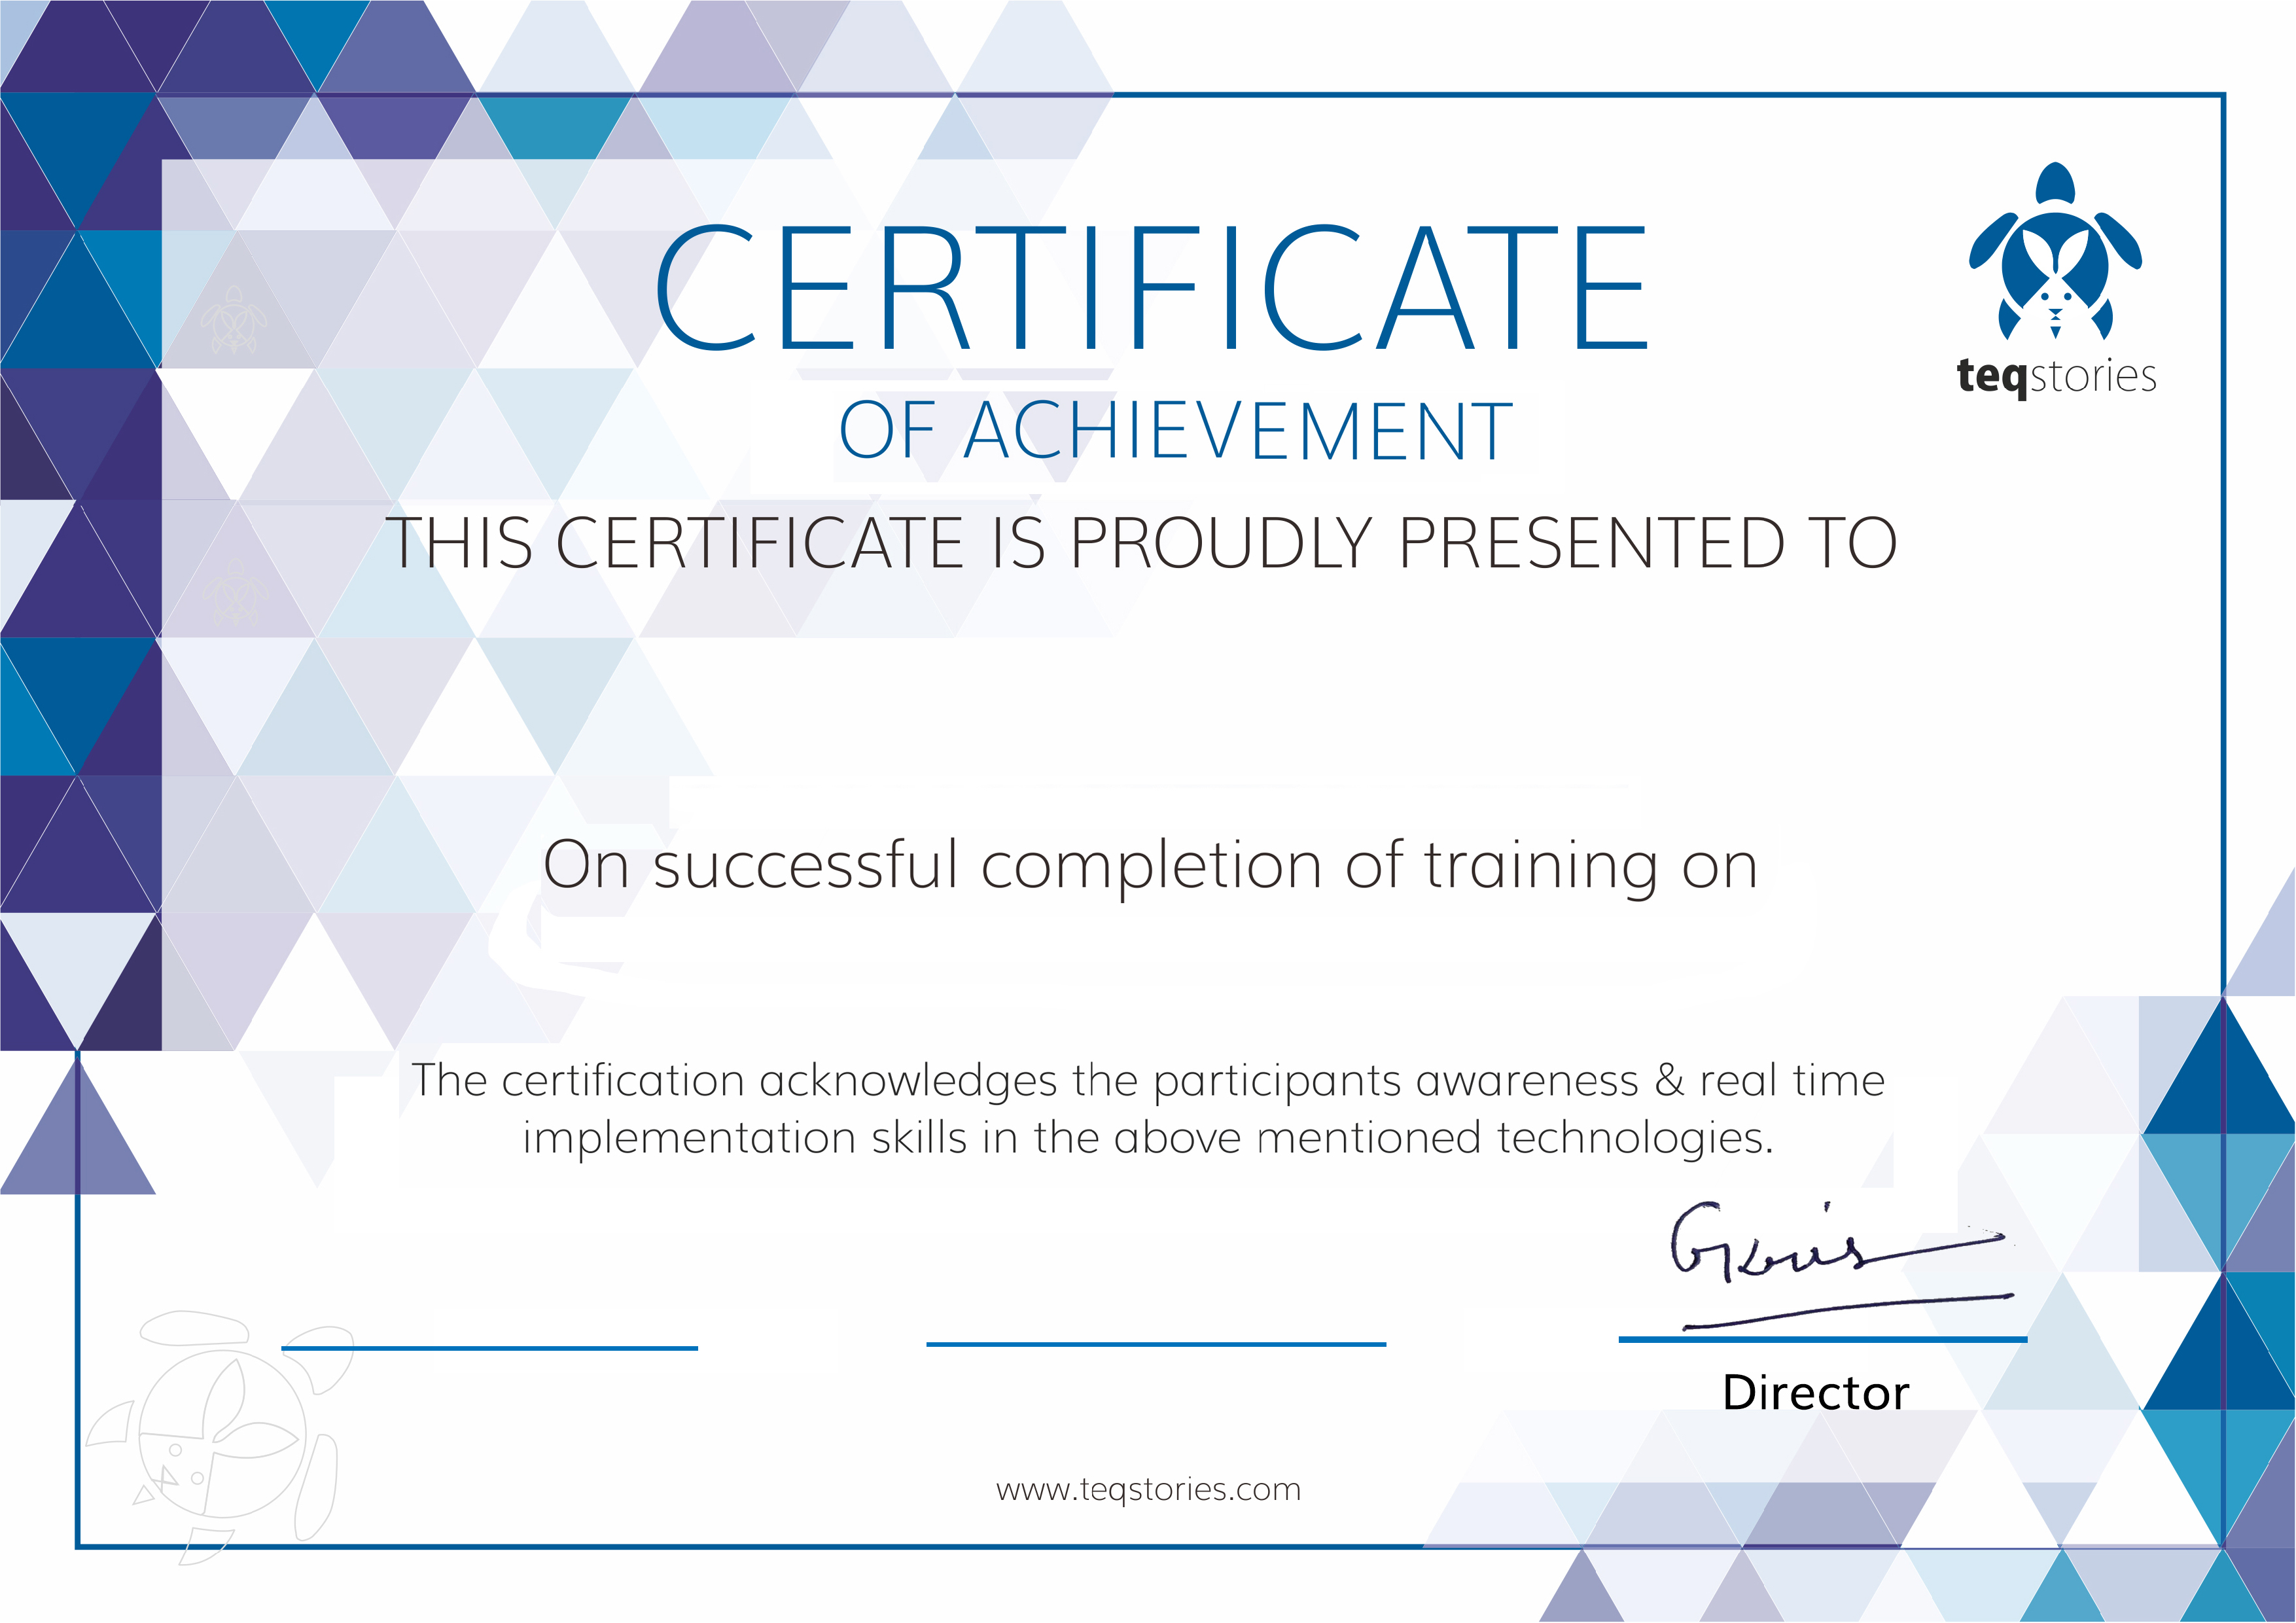 CERTIFICATE
teqstories
OF ACHIEVEMENT
THIS CERTIFICATE IS PROUDLY PRESENTED TO
On successful completion of training on
The certification acknowledges the participants awareness & real time
implementation skills in the above mentioned technologies.
Director
www.teqstories.com